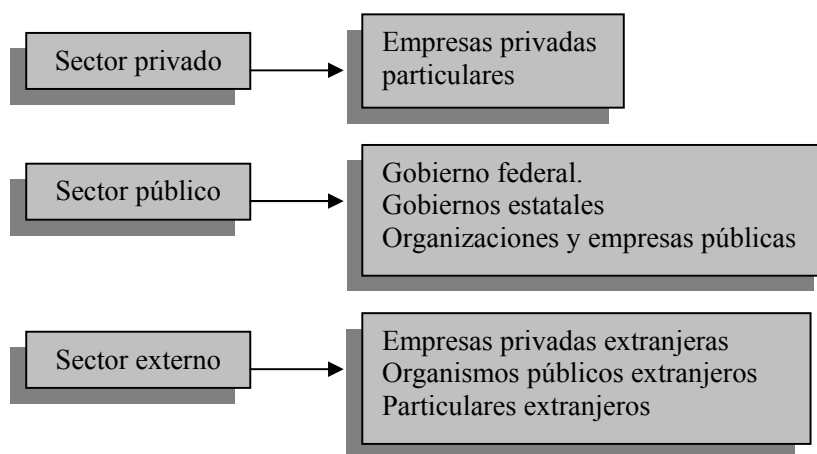 Sector privado
Empresas privadas
particulares
Sector público
Gobierno federal.
Gobiernos estatales
Organizaciones y empresas públicas
Sector externo
Empresas privadas extranjeras
Organismos públicos extranjeros
Particulares extranjeros